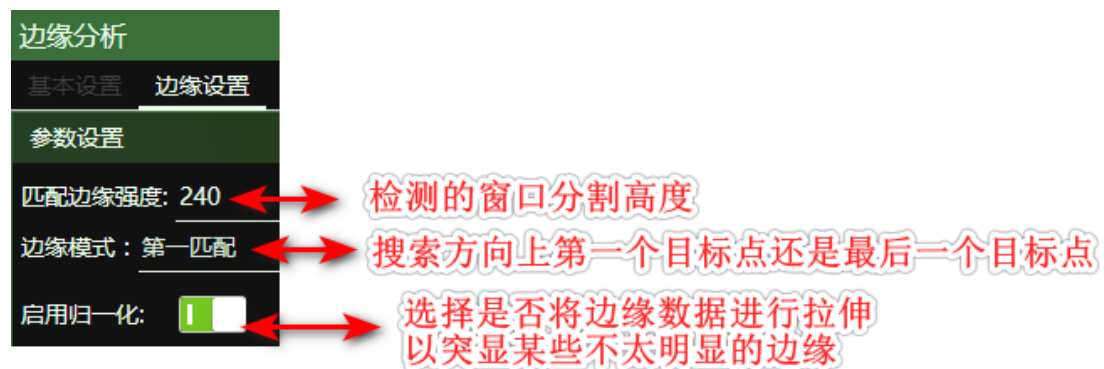 边缘分析
基本设置 边缘设置
参数设置
匹配边缘强度: 240 检测的窗口分割高度
边缘模式：第一匹配 搜索方向上第一个目标点还是最后一个目标点
启用归一化: 选择是否将边缘数据进行拉伸
以突显某些不太明显的边缘